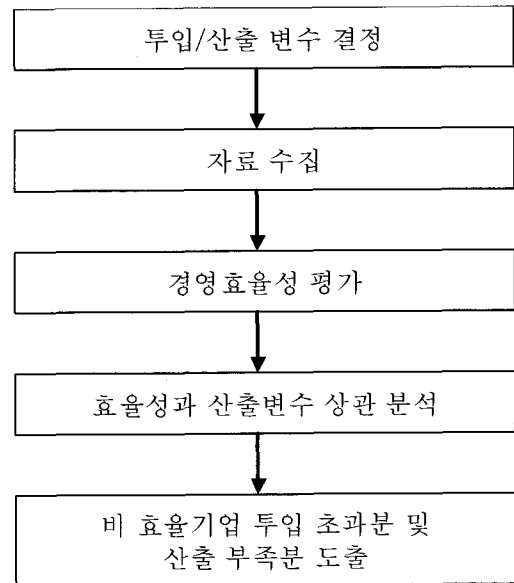 투입/산출 변수 결정
자료 수집
경영효율성 평가
효율성과 산출변수 상관 분석
비 효율기업 투입 초과분 및
산출 부족분 도출